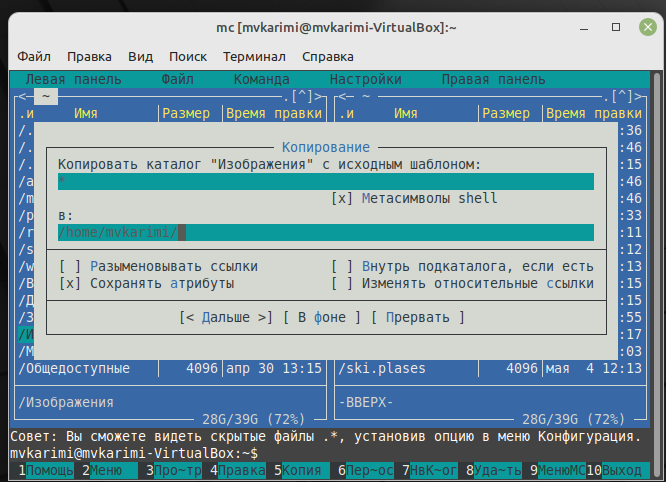 mc [mvkarimi@mvkarimi-VirtualBox]:~
Файл Правка Вид Поиск Терминал Справка
Левая панель Файл Команда Настройки Правая панель
<— ~ .[^]> <— ~ .[^]>
.и Имя Размер Время правки .и Имя Размер Время правки
/. :36
/. Копирование :46
/. Копировать каталог "Изображения" с исходным шаблоном: :15
/a * :46
/m [x] Метасимволы shell :46
/p в: :33
/r /home/mvkarimi/ :11
/s :12
/w [ ] Разыменовывать ссылки [ ] Внутрь подкаталога, если есть :13
/В [x] Сохранять атрибуты [ ] Изменять относительные ссылки :15
/Д :15
/З [< Дальше >] [ В фоне ] [ Прервать ] :55
/И :17
/М :03
/Общедоступные 4096 апр 30 13:15 /ski.plases 4096 мая 4 12:13
/Изображения -ВВЕРХ-
28G/39G (72%) 28G/39G (72%)
Совет: Вы сможете видеть скрытые файлы .*, установив опцию в меню Конфигурация.
mvkarimi@mvkarimi-VirtualBox:~$
1Помощь 2Меню 3Про~тр 4Правка 5Копия 6Пер~ос 7НвК~ог 8Уда~ть 9МенюMC 10Выход